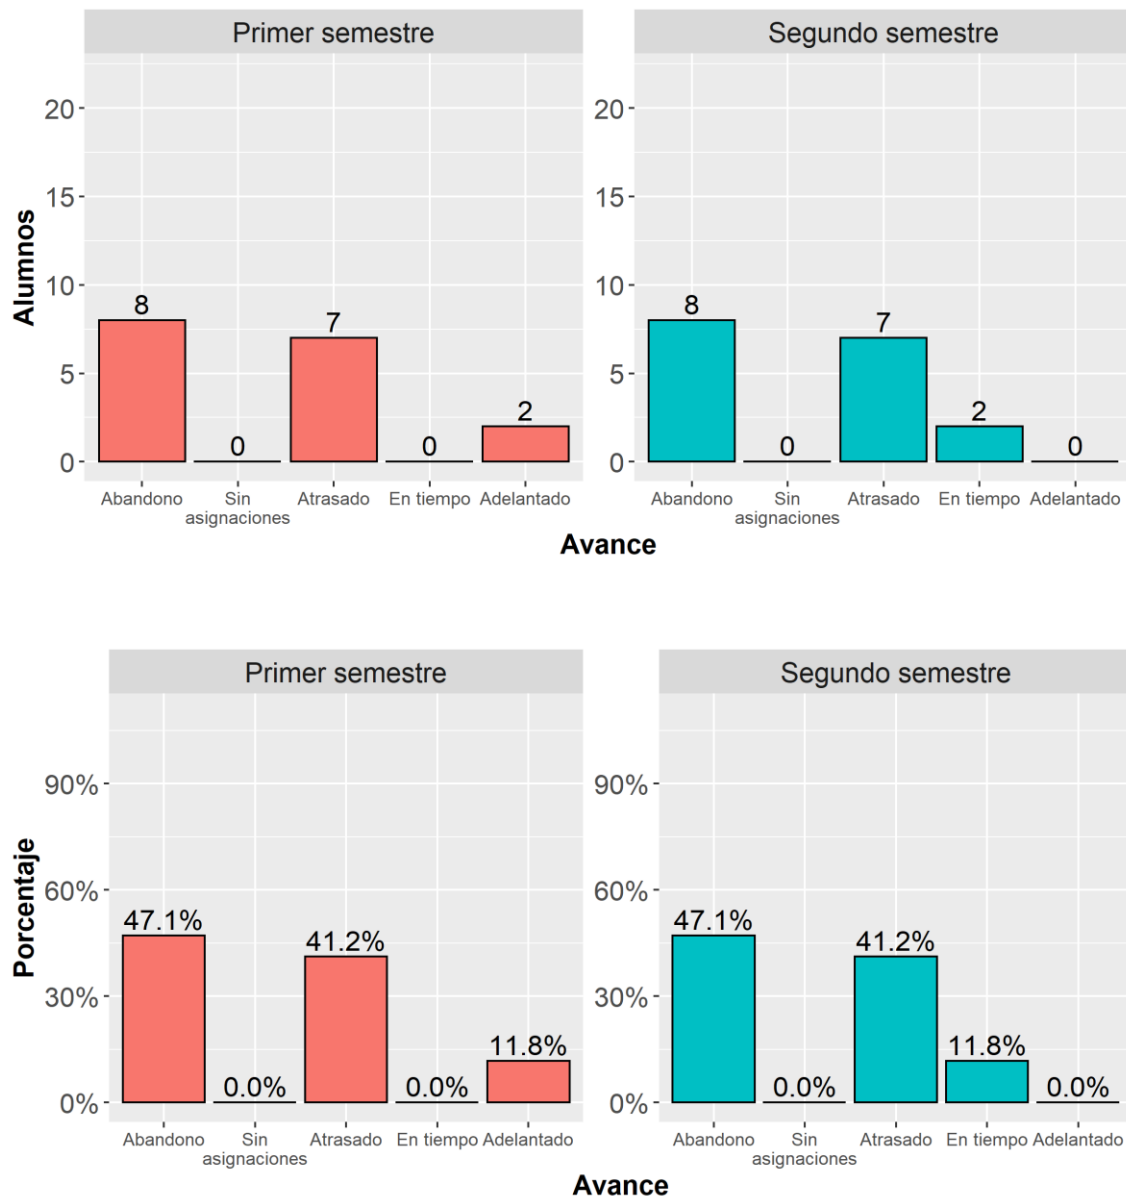 Primer semestre
Segundo semestre
Alumnos
20
15
10
5
0
8
0
7
0
2
20
15
10
5
0
8
0
7
2
0
Abandono
Sin
asignaciones
Atrasado
En tiempo
Adelantado
Abandono
Sin
asignaciones
Atrasado
En tiempo
Adelantado
Avance
Primer semestre
Segundo semestre
Porcentaje
90%
60%
30%
0%
47.1%
0.0%
41.2%
0.0%
11.8%
90%
60%
30%
0%
47.1%
0.0%
41.2%
11.8%
0.0%
Abandono
Sin
asignaciones
Atrasado
En tiempo
Adelantado
Abandono
Sin
asignaciones
Atrasado
En tiempo
Adelantado
Avance